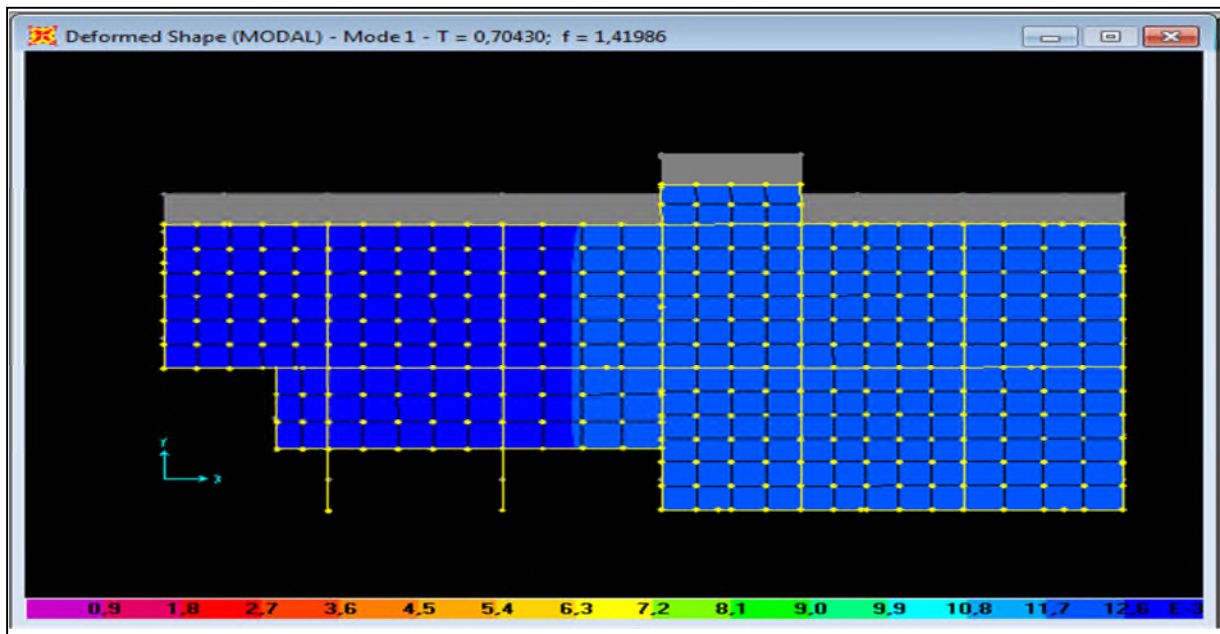 Deformed Shape (MODAL) - Mode 1 - T = 0,70430; f = 1,41986
Y
X
0,9 1,8 2,7 3,6 4,5 5,4 6,3 7,2 8,1 9,0 9,9 10,8 11,7 12,6 E-3